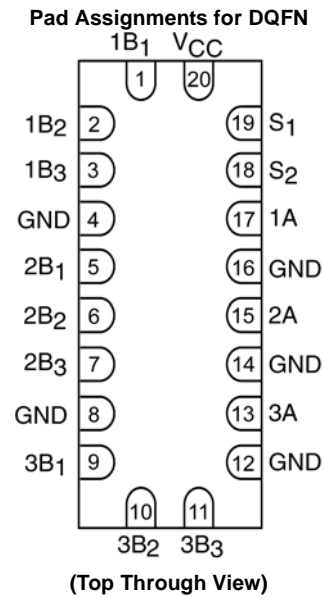 Pad Assignments for DQFN
1B1 VCC
1 20
1B2 2 19 S1
1B3 3 18 S2
GND 4 17 1A
2B1 5 16 GND
2B2 6 15 2A
2B3 7 14 GND
GND 8 13 3A
3B1 9 12 GND
10 11
3B2 3B3
(Top Through View)